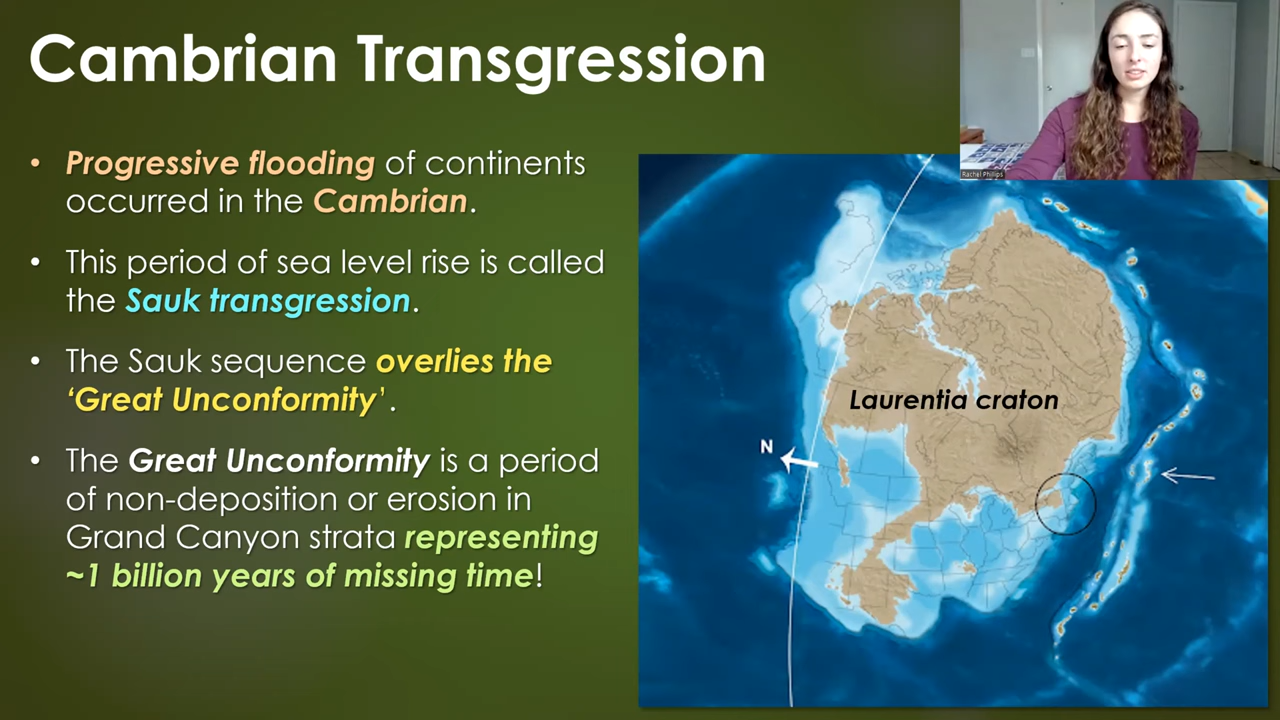 Cambrian Transgression
Rachel Phillips
• Progressive flooding of continents
occurred in the Cambrian.
• This period of sea level rise is called
the Sauk transgression.
• The Sauk sequence overlies the
‘Great Unconformity’.
• The Great Unconformity is a period
of non-deposition or erosion in
Grand Canyon strata representing
~1 billion years of missing time!
Laurentia craton
N